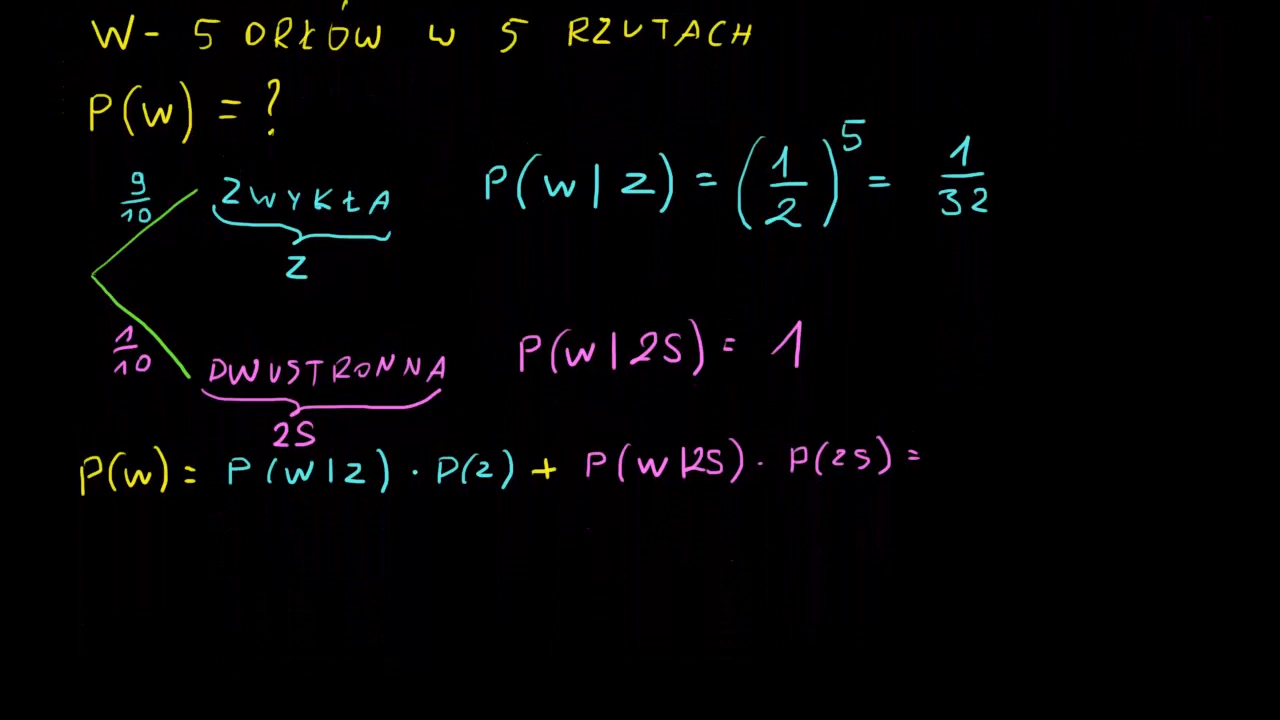 W- 5 ORŁÓW W 5 RZUTACH
P(W) = ?
9/10 ZWYKŁA
Z
P(W|Z) = (1/2)^5 = 1/32
1/10 DWUSTRONNA
2S
P(W|2S) = 1
P(W) = P(W|Z) · P(Z) + P(W|2S) · P(2S) =